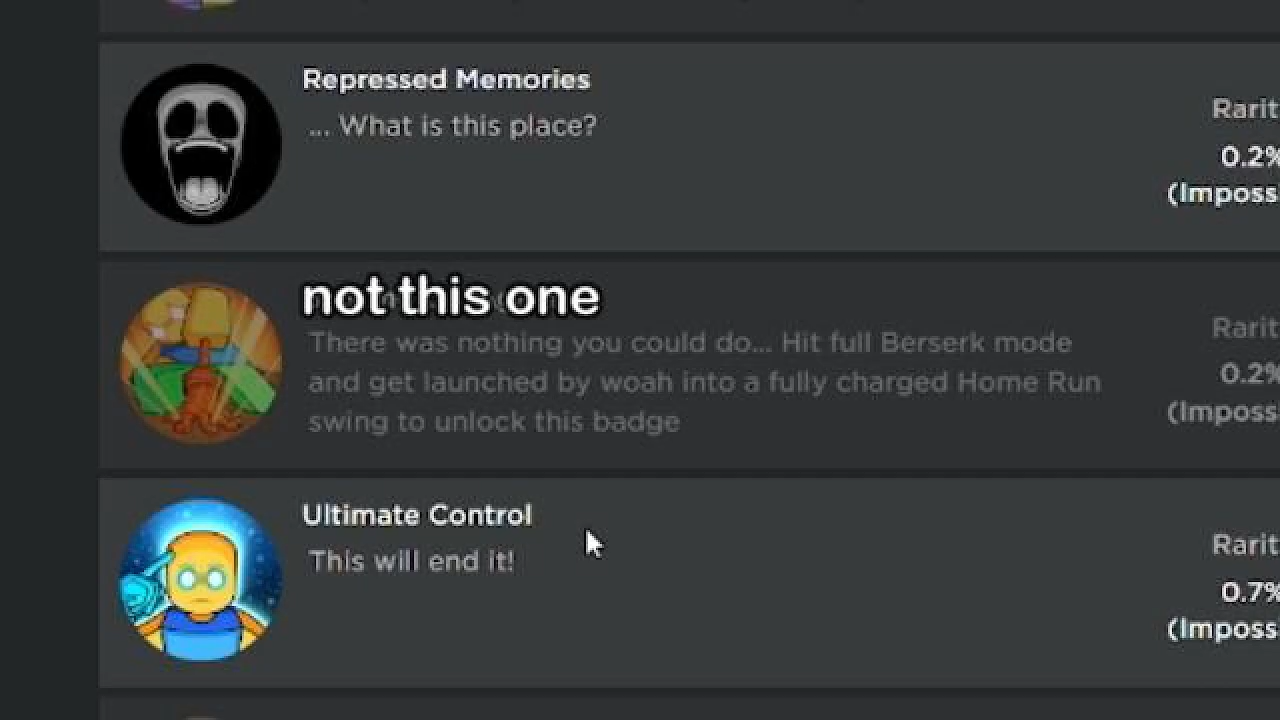 Repressed Memories
... What is this place?
Rarit
0.2%
(Imposs
not this one
There was nothing you could do... Hit full Berserk mode
and get launched by woah into a fully charged Home Run
swing to unlock this badge
Rarit
0.2%
(Imposs
Ultimate Control
This will end it!
Rarit
0.7%
(Imposs